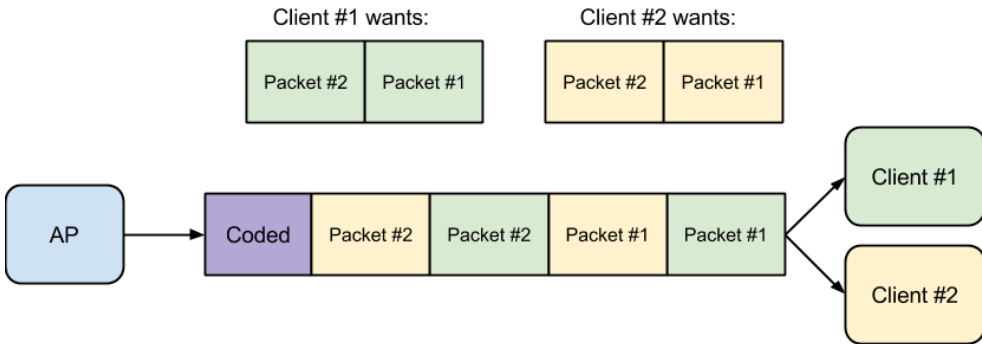 Client #1 wants:
Client #2 wants:
Packet #2
Packet #1
Packet #2
Packet #1
AP
Coded
Packet #2
Packet #2
Packet #1
Packet #1
Client #1
Client #2